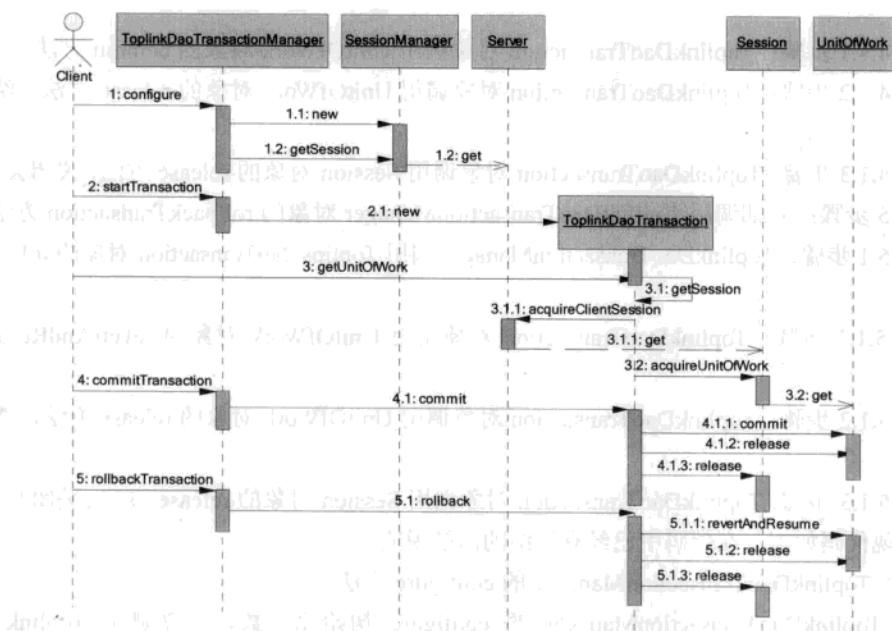 ToplinkDaoTransactionManager
SessionManager
Server
Session
UnitOfWork
Client
1: configure
1.1: new
1.2: getSession
1.2: get
2: startTransaction
2.1: new
ToplinkDaoTransaction
3: getUnitOfWork
3.1: getSession
3.1.1: acquireClientSession
3.1.1: get
3.2: acquireUnitOfWork
3.2: get
4: commitTransaction
4.1: commit
4.1.1: commit
4.1.2: release
4.1.3: release
5: rollbackTransaction
5.1: rollback
5.1.1: revertAndResume
5.1.2: release
5.1.3: release